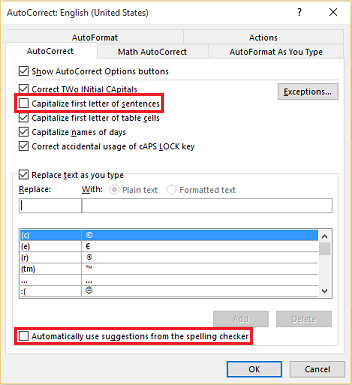 AutoCorrect: English (United States)
AutoFormat Actions
AutoCorrect Math AutoCorrect AutoFormat As You Type
Show AutoCorrect Options buttons
Correct TWo INitial CApitals Exceptions...
Capitalize first letter of sentences
Capitalize first letter of table cells
Capitalize names of days
Correct accidental usage of cAPS LOCK key
Replace text as you type
Replace: With: Plain text Formatted text
(c) ©
(e) €
(r) ®
(tm) ™
... …
:( ☹
Add Delete
Automatically use suggestions from the spelling checker
OK Cancel